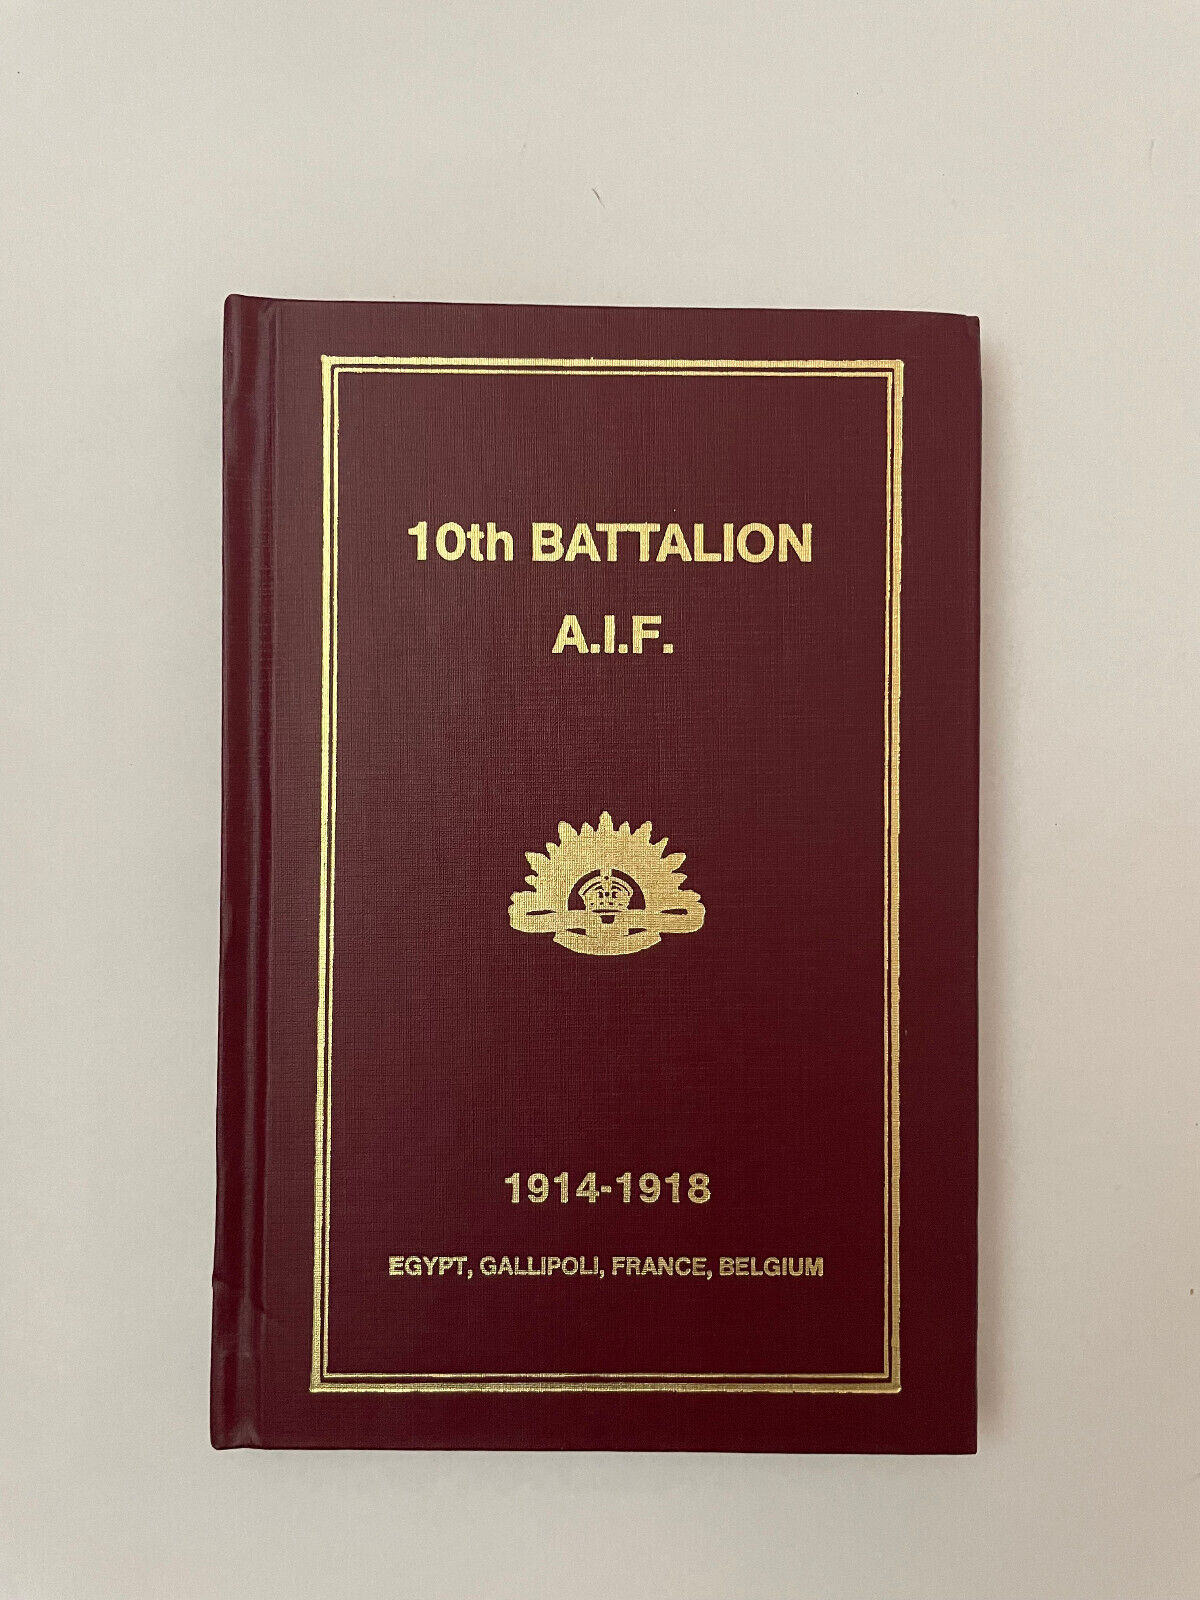 10th BATTALION
A.I.F.
1914-1918
EGYPT, GALLIPOLI, FRANCE, BELGIUM